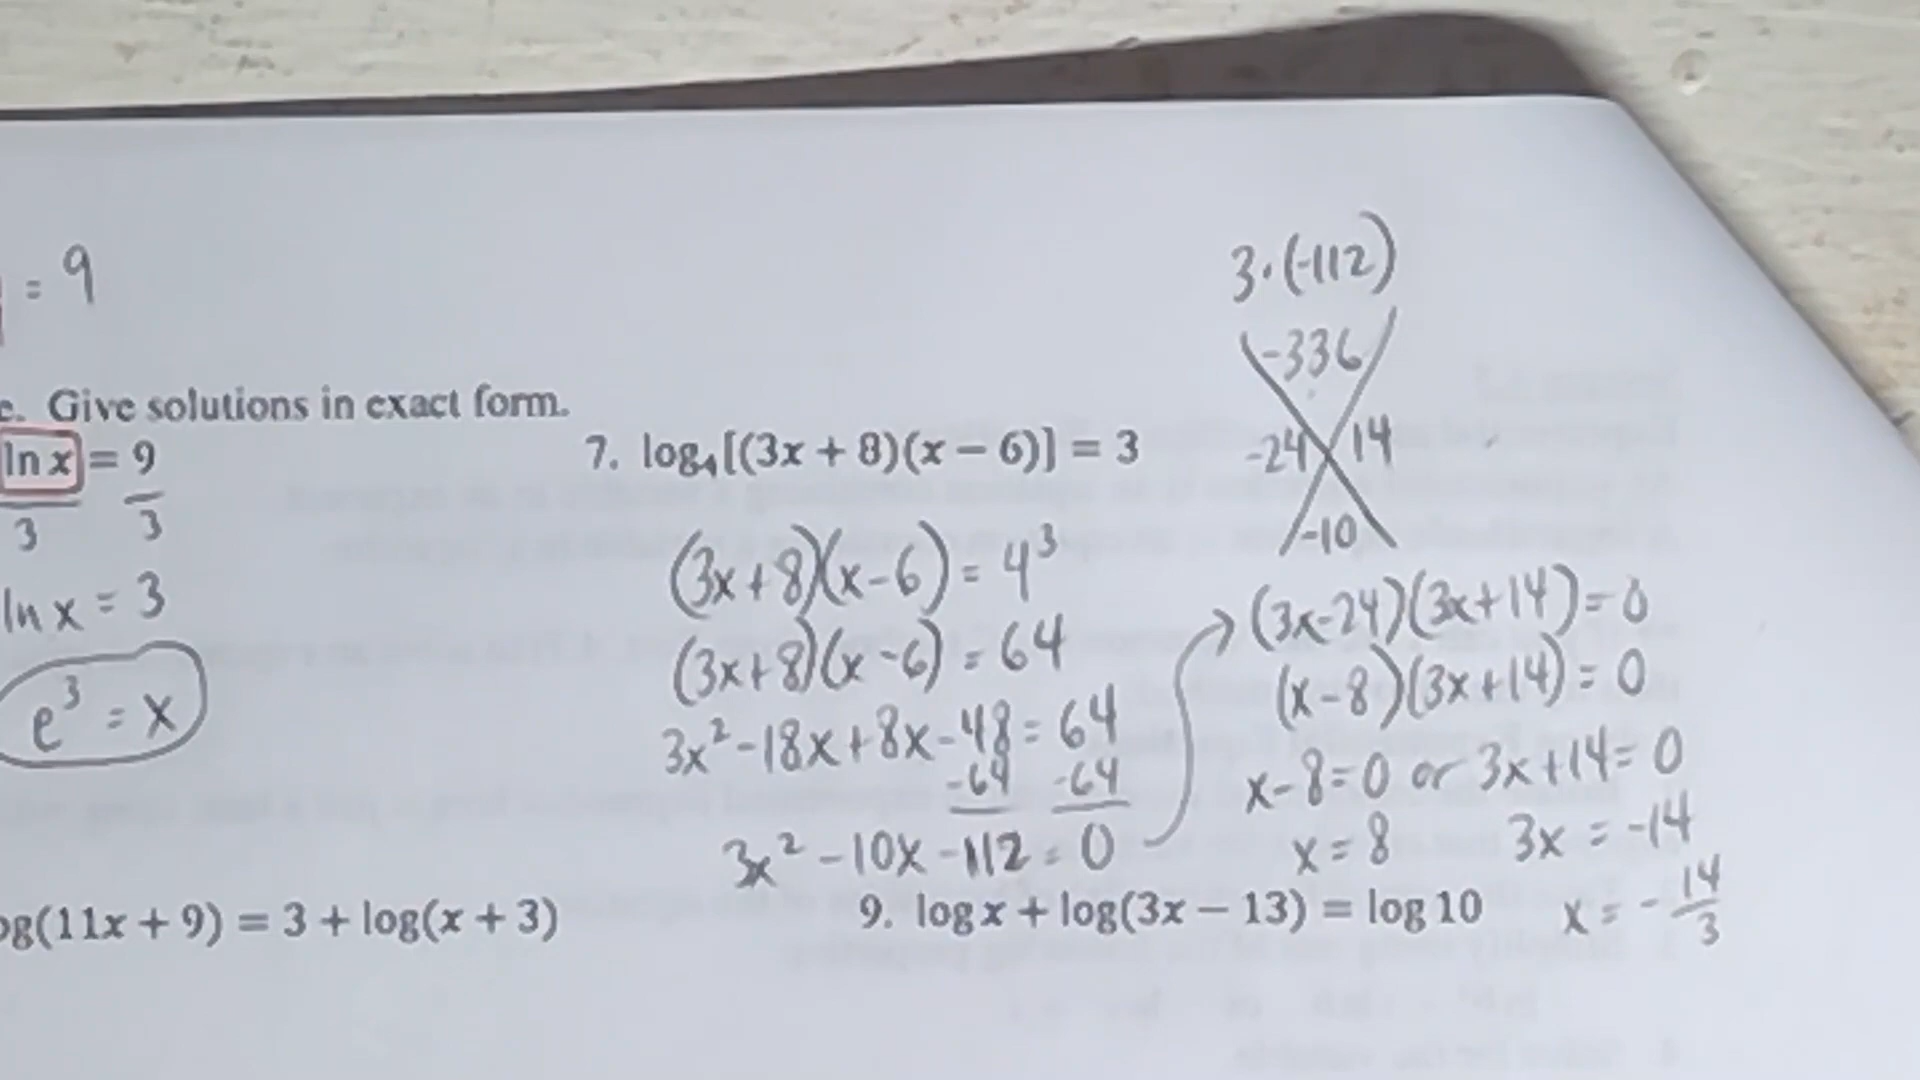 = 9
e. Give solutions in exact form.
ln x = 9
3 3
ln x = 3
e³ = x
7. log₄[(3x + 8)(x − 6)] = 3
(3x+8)(x-6) = 4³
(3x+8)(x-6) = 64
3x²-18x+8x-48 = 64
-64 -64
3x² - 10x - 112 = 0
3·(-112)
-336
-24 14
-10
(3x-24)(3x+14) = 0
(x-8)(3x+14) = 0
x-8=0 or 3x+14=0
x = 8 3x = -14
x = -14/3
og(11x + 9) = 3 + log(x + 3)
9. log x + log(3x − 13) = log 10